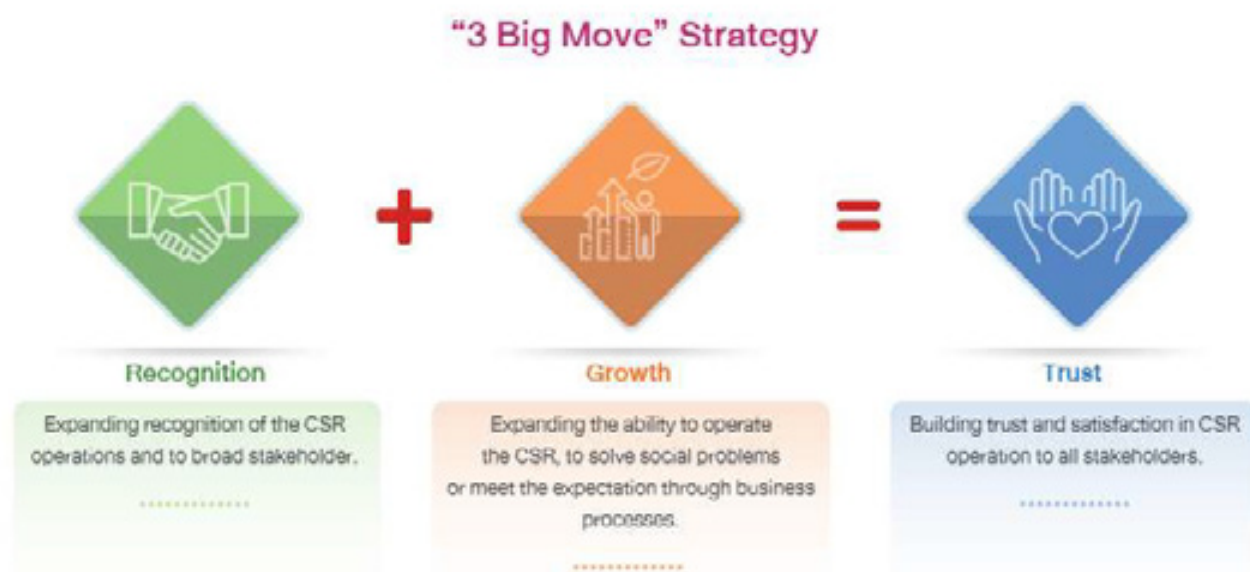 “3 Big Move” Strategy
Recognition
Expanding recognition of the CSR
operations and to broad stakeholder.
Growth
Expanding the ability to operate
the CSR, to solve social problems
or meet the expectation through business
processes.
Trust
Building trust and satisfaction in CSR
operation to all stakeholders.